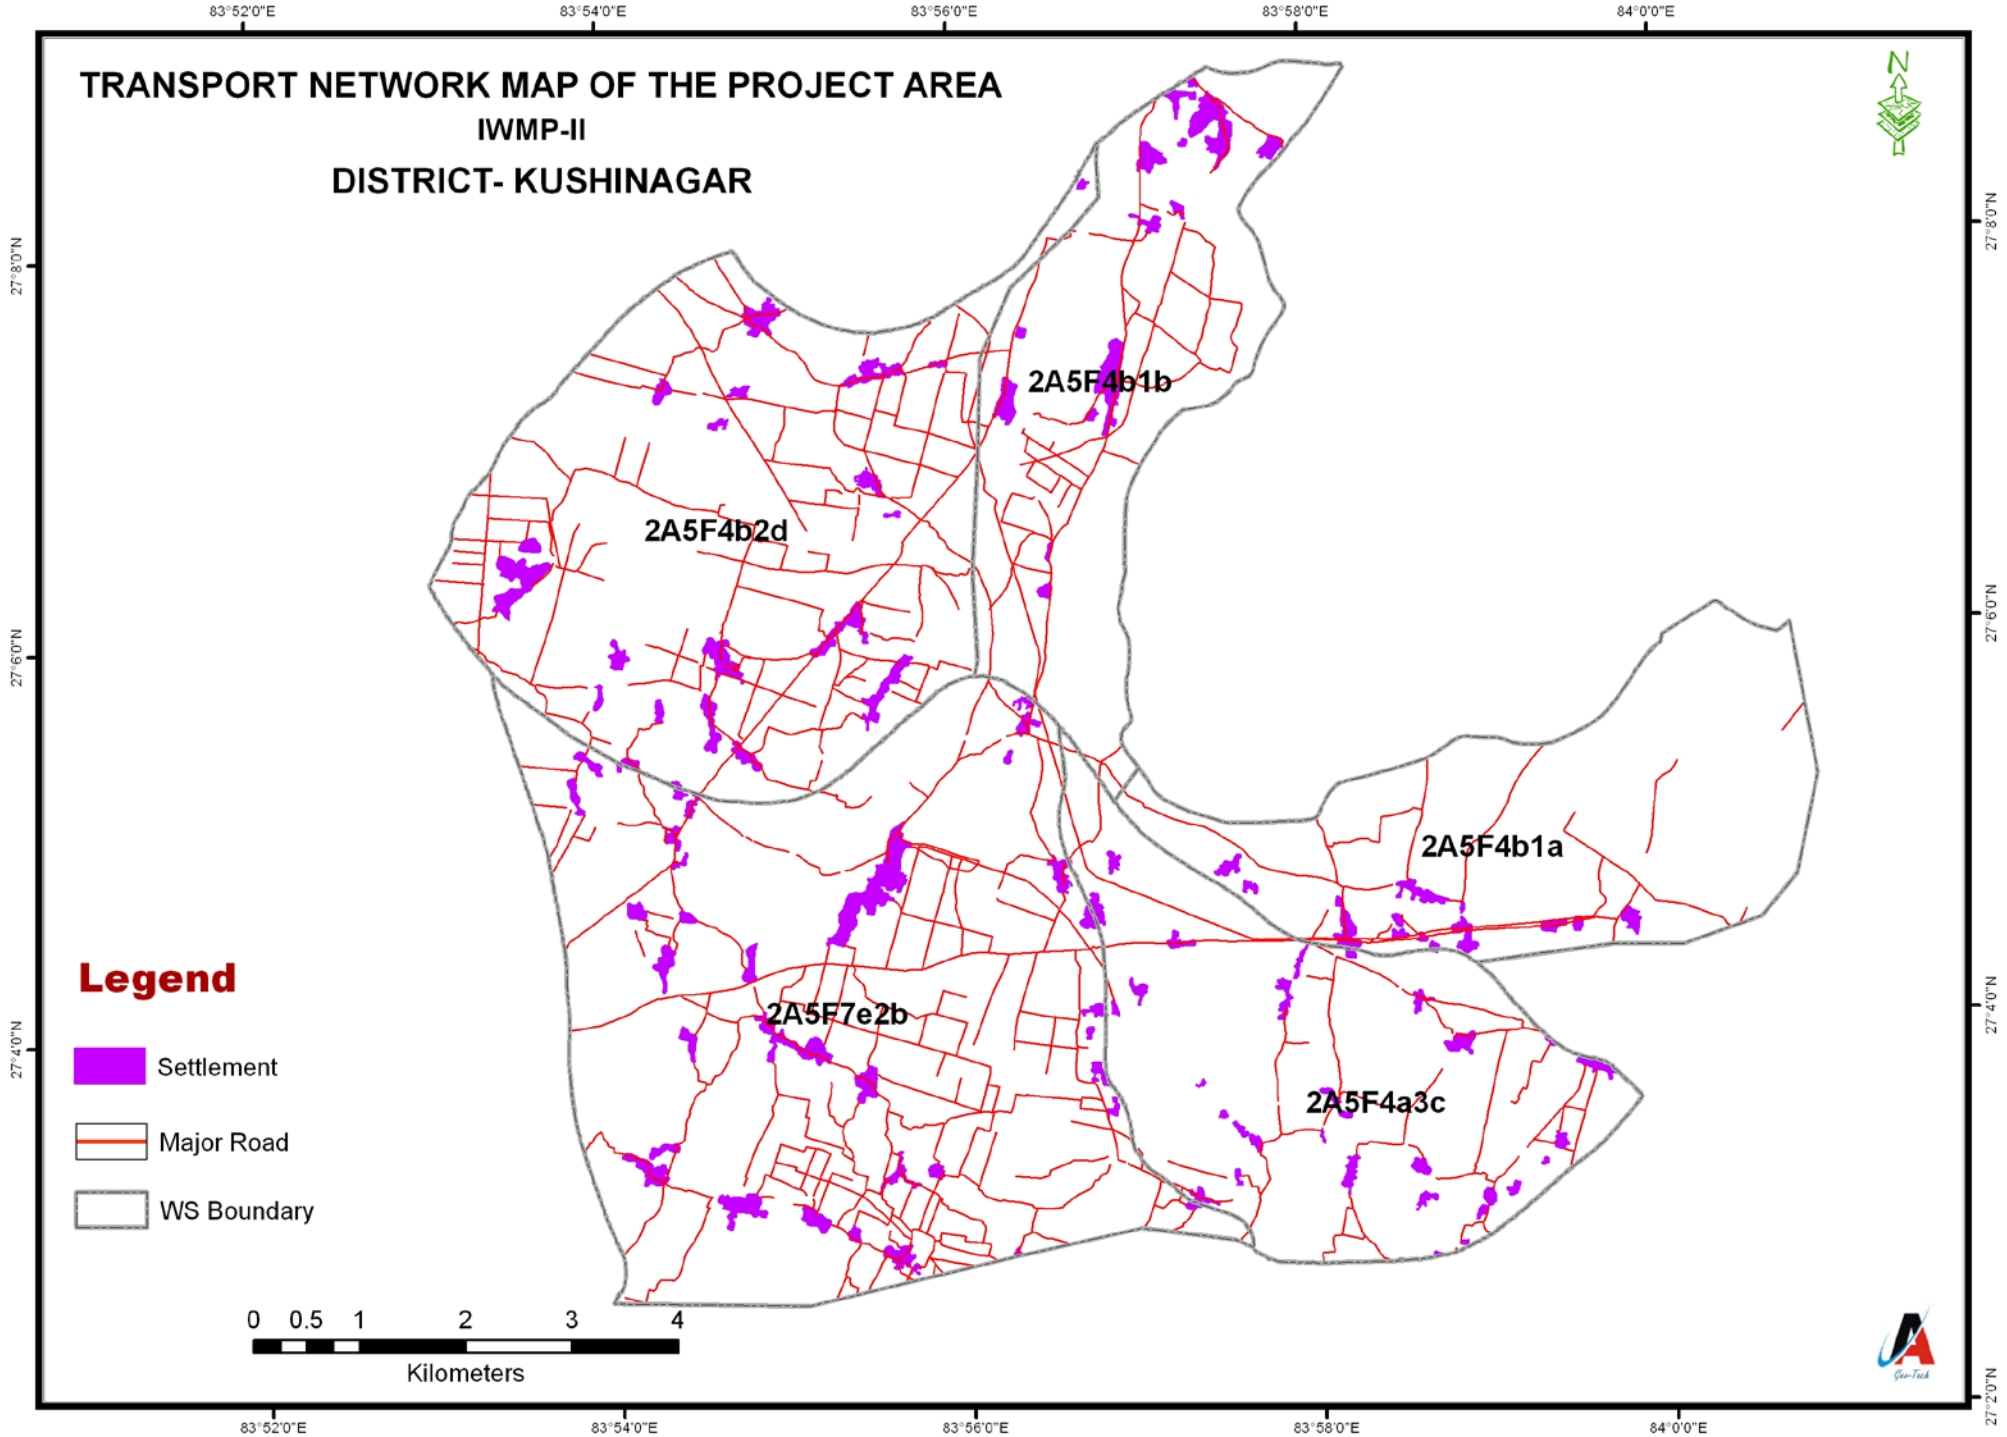 83°52'0"E
83°54'0"E
83°56'0"E
83°58'0"E
84°0'0"E
TRANSPORT NETWORK MAP OF THE PROJECT AREA
IWMP-II
DISTRICT- KUSHINAGAR
N
27°8'0"N
27°8'0"N
2A5F4b1b
2A5F4b2d
27°6'0"N
27°6'0"N
2A5F4b1a
Legend
2A5F7e2b
27°4'0"N
27°4'0"N
Settlement
2A5F4a3c
Major Road
WS Boundary
0 0.5 1 2 3 4
Kilometers
A
Geo-Tech
27°2'0"N
83°52'0"E
83°54'0"E
83°56'0"E
83°58'0"E
84°0'0"E